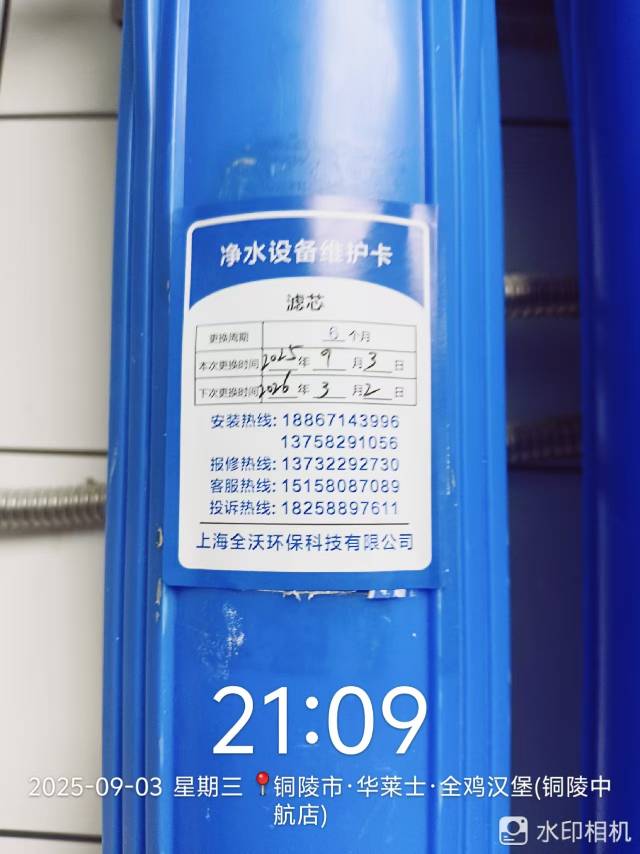 净水设备维护卡
滤芯
更换周期 6 个月
本次更换时间 2025 年 9 月 3 日
下次更换时间 2026 年 3 月 2 日
安装热线: 18867143996
13758291056
报修热线: 13732292730
客服热线: 15158087089
投诉热线: 18258897611
上海全沃环保科技有限公司
21:09
2025-09-03 星期三 铜陵市·华莱士·全鸡汉堡(铜陵中
航店)
水印相机